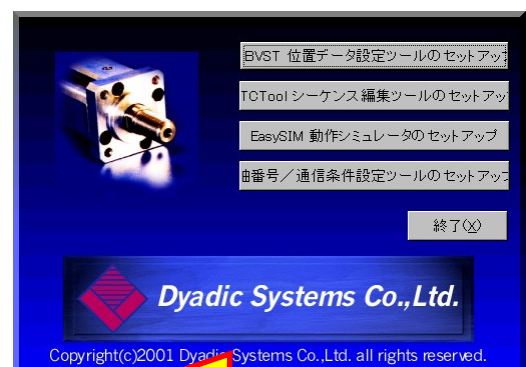 BVST 位置データ設定ツールのセットアップ
TCTool シーケンス編集ツールのセットアッ
EasySIM 動作シミュレータのセットアップ
番号／通信条件設定ツールのセットアップ
終了(X)
Dyadic Systems Co.,Ltd.
Copyright(c)2001 Dyadic Systems Co.,Ltd. all rights reserved.